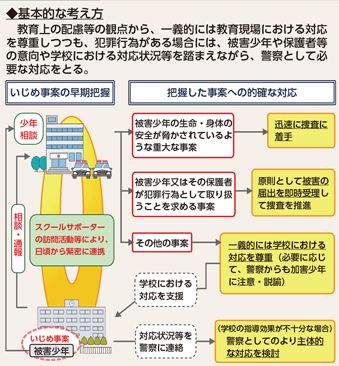 ◆基本的な考え方
教育上の配慮等の観点から、一義的には教育現場における対応
を尊重しつつも、犯罪行為がある場合には、被害少年や保護者等
の意向や学校における対応状況等を踏まえながら、警察として必
要な対応をとる。
いじめ事案の早期把握
把握した事案への的確な対応
少年
相談
被害少年の生命・身体の
安全が脅かされているよ
うな重大な事案
迅速に捜査に
着手
被害少年又はその保護者
が犯罪行為として取り扱
うことを求める事案
原則として被害の
届出を即時受理し
て捜査を推進
相談・通報
スクールサポーター
の訪問活動等により、
日頃から緊密に連携
その他の事案
一義的には学校における
対応を尊重(必要に応じ
て、警察からも加害少年
に注意・説諭)
学校における
対応を支援
いじめ事案
被害少年
対応状況等を
警察に連絡
(学校の指導効果が不十分な場合)
警察としてのより主体的
な対応を検討